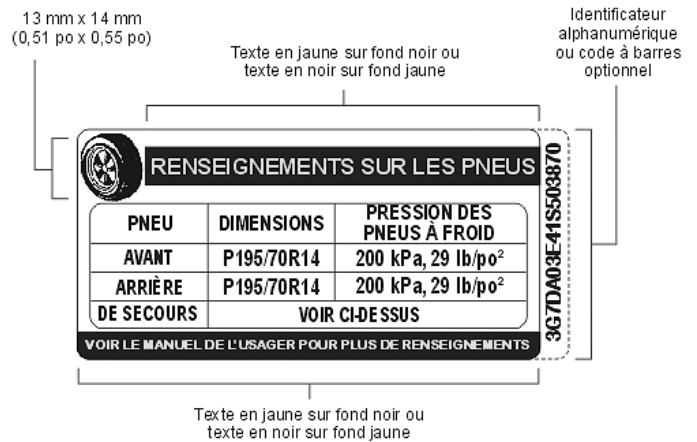 13 mm x 14 mm
(0,51 po x 0,55 po)
Texte en jaune sur fond noir ou
texte en noir sur fond jaune
Identificateur
alphanumérique
ou code à barres
optionnel
RENSEIGNEMENTS SUR LES PNEUS
PNEU DIMENSIONS PRESSION DES
PNEUS À FROID
AVANT P195/70R14 200 kPa, 29 lb/po²
ARRIÈRE P195/70R14 200 kPa, 29 lb/po²
DE SECOURS VOIR CI-DESSUS
VOIR LE MANUEL DE L'USAGER POUR PLUS DE RENSEIGNEMENTS
3G7DA03E41S503870
Texte en jaune sur fond noir ou
texte en noir sur fond jaune